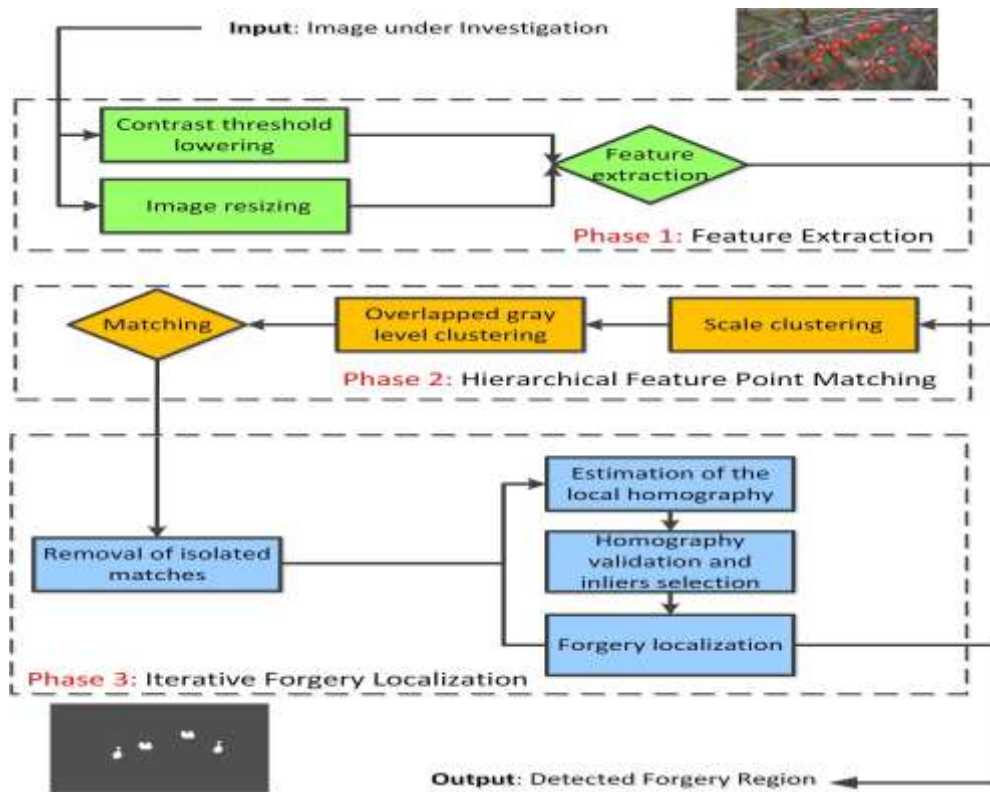 Input: Image under Investigation
Contrast threshold
lowering
Image resizing
Feature
extraction
Phase 1: Feature Extraction
Matching
Overlapped gray
level clustering
Scale clustering
Phase 2: Hierarchical Feature Point Matching
Removal of isolated
matches
Estimation of the
local homography
Homography
validation and
inliers selection
Forgery localization
Phase 3: Iterative Forgery Localization
Output: Detected Forgery Region